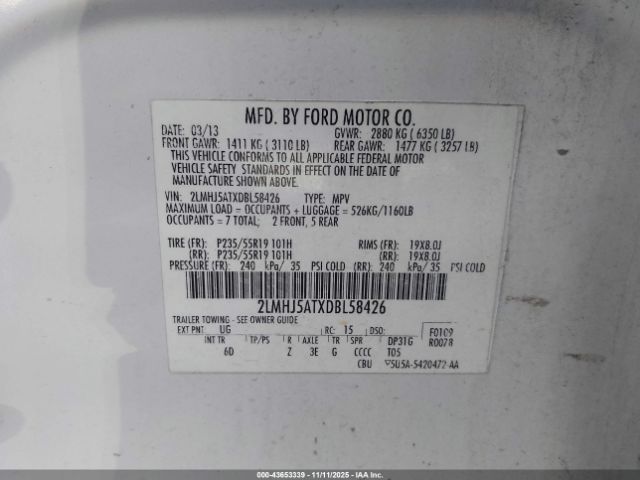 MFD. BY FORD MOTOR CO.
DATE: 03/13 GVWR: 2880 KG ( 6350 LB)
FRONT GAWR: 1411 KG ( 3110 LB) REAR GAWR: 1477 KG ( 3257 LB)
THIS VEHICLE CONFORMS TO ALL APPLICABLE FEDERAL MOTOR
VEHICLE SAFETY STANDARDS IN EFFECT ON THE DATE OF
MANUFACTURE SHOWN ABOVE.
VIN: 2LMHJ5ATXDBL58426 TYPE: MPV
MAXIMUM LOAD = OCCUPANTS + LUGGAGE = 526KG/1160LB
OCCUPANTS = 7 TOTAL; 2 FRONT, 5 REAR
TIRE (FR): P235/55R19 101H RIMS (FR): 19X8.0J
(RR): P235/55R19 101H (RR): 19X8.0J
PRESSURE (FR): 240 kPa/ 35 PSI COLD (RR): 240 kPa/ 35 PSI COLD
2LMHJ5ATXDBL58426
TRAILER TOWING - SEE OWNER GUIDE
EXT PNT: UG RC: 15 DSO: F0109
INT TR TP/PS R AXLE TR SPR DP31G R0078
6D Z 3E G CCCC T05
CBU 5U5A-5420472-AA
000-43653339 - 11/11/2025 - IAAI.COM